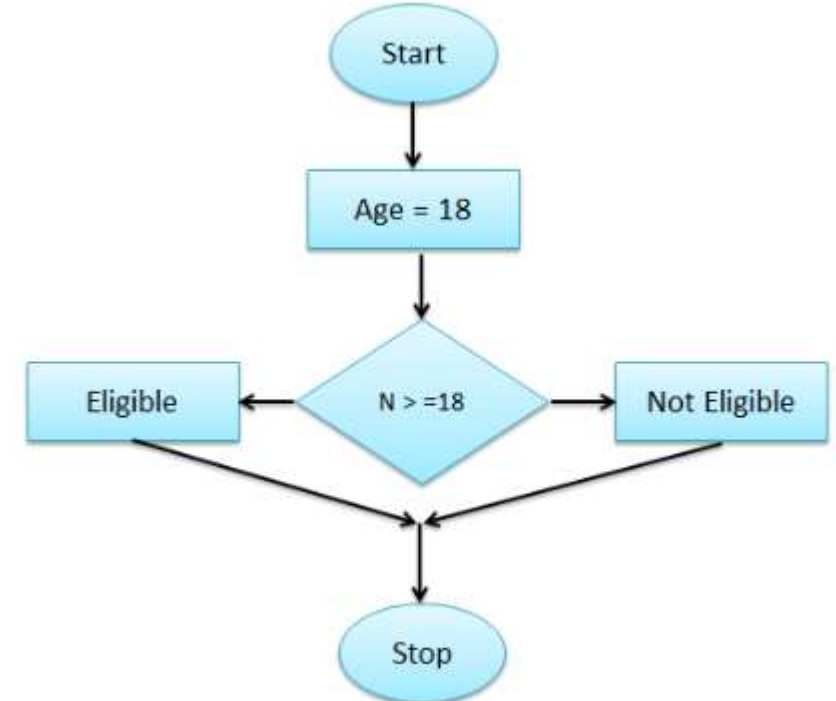 Start
Age = 18
Eligible
N > =18
Not Eligible
Stop